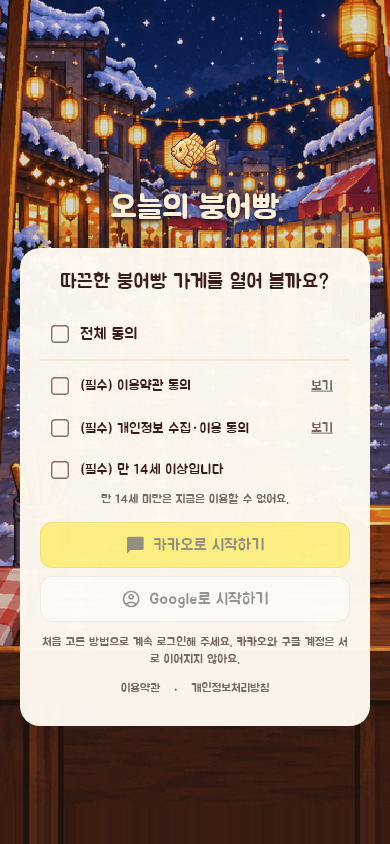 오늘의 붕어빵
따끈한 붕어빵 가게를 열어 볼까요?
전체 동의
(필수) 이용약관 동의 보기
(필수) 개인정보 수집·이용 동의 보기
(필수) 만 14세 이상입니다
만 14세 미만은 지금은 이용할 수 없어요.
카카오로 시작하기
Google로 시작하기
처음 고른 방법으로 계속 로그인해 주세요. 카카오와 구글 계정은 서
로 이어지지 않아요.
이용약관 · 개인정보처리방침